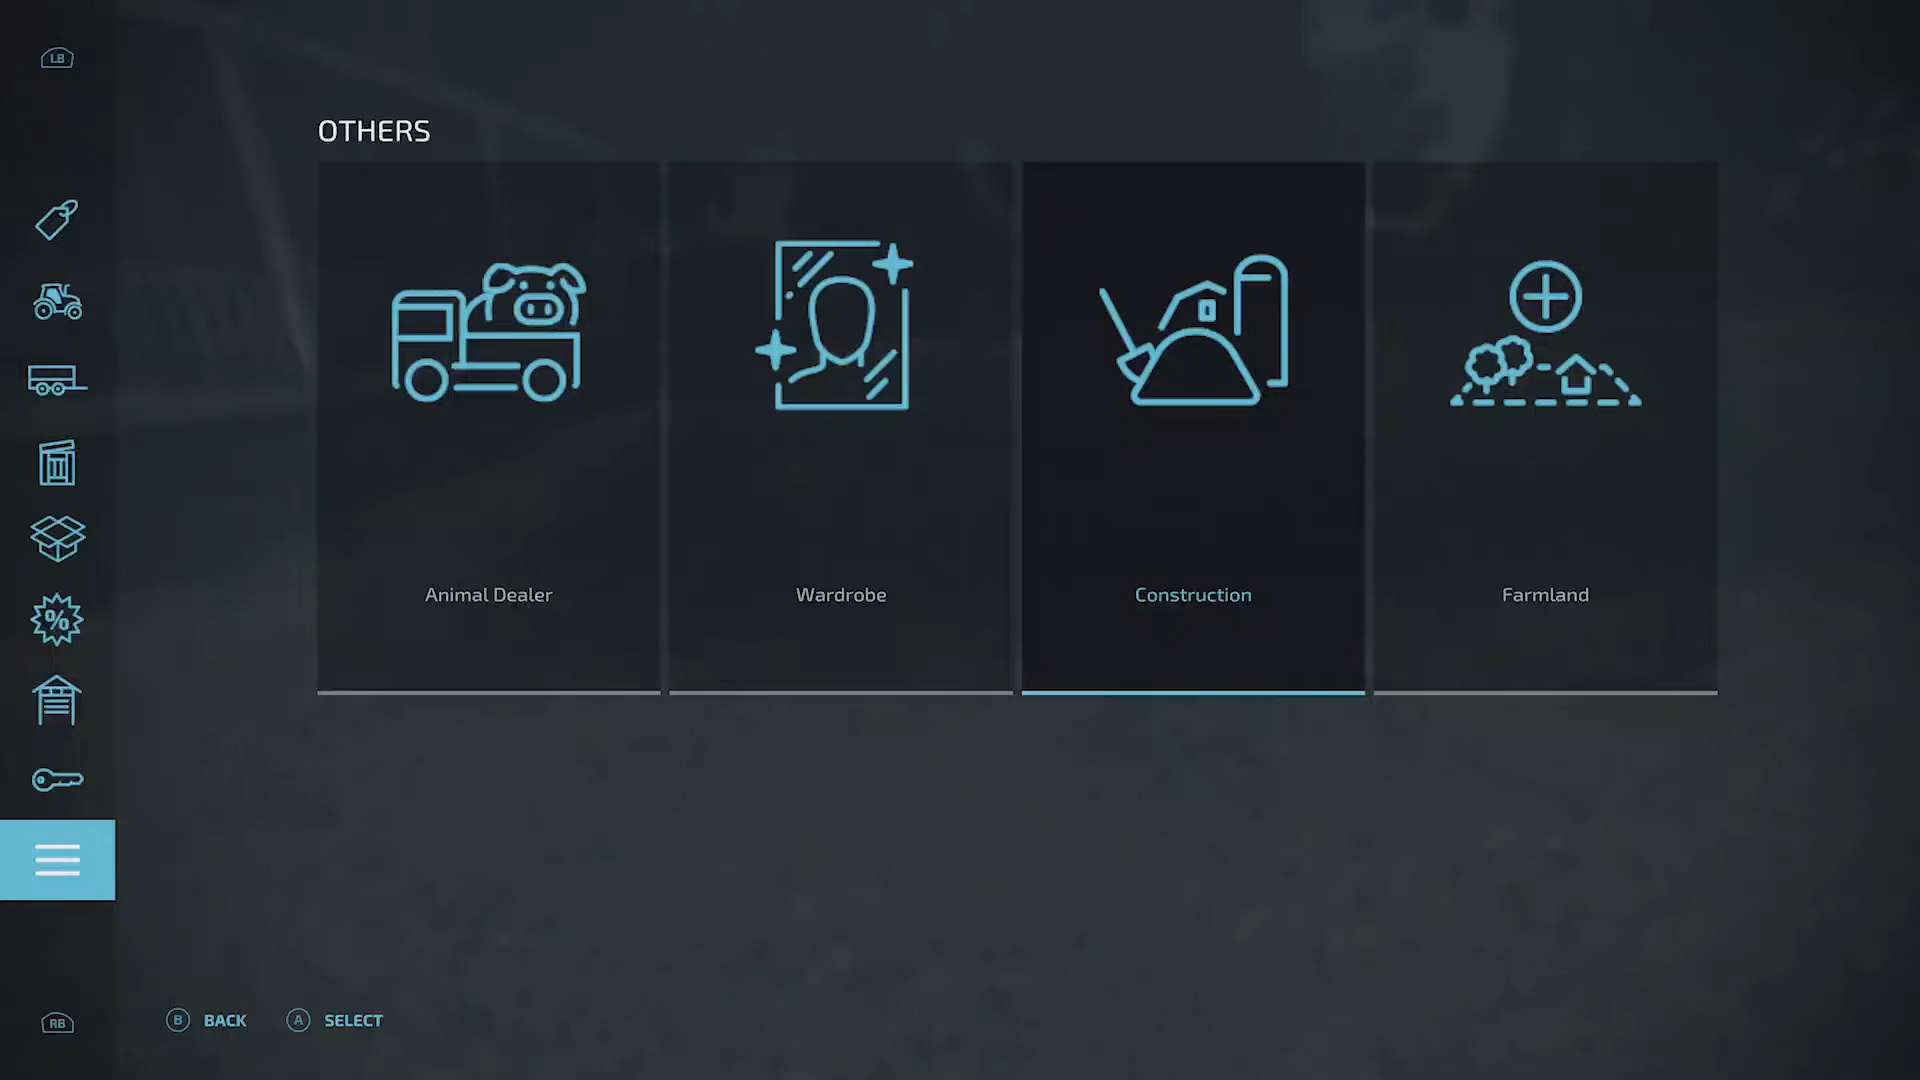 LB
OTHERS
%
Animal Dealer
Wardrobe
Construction
Farmland
RB
B BACK
A SELECT